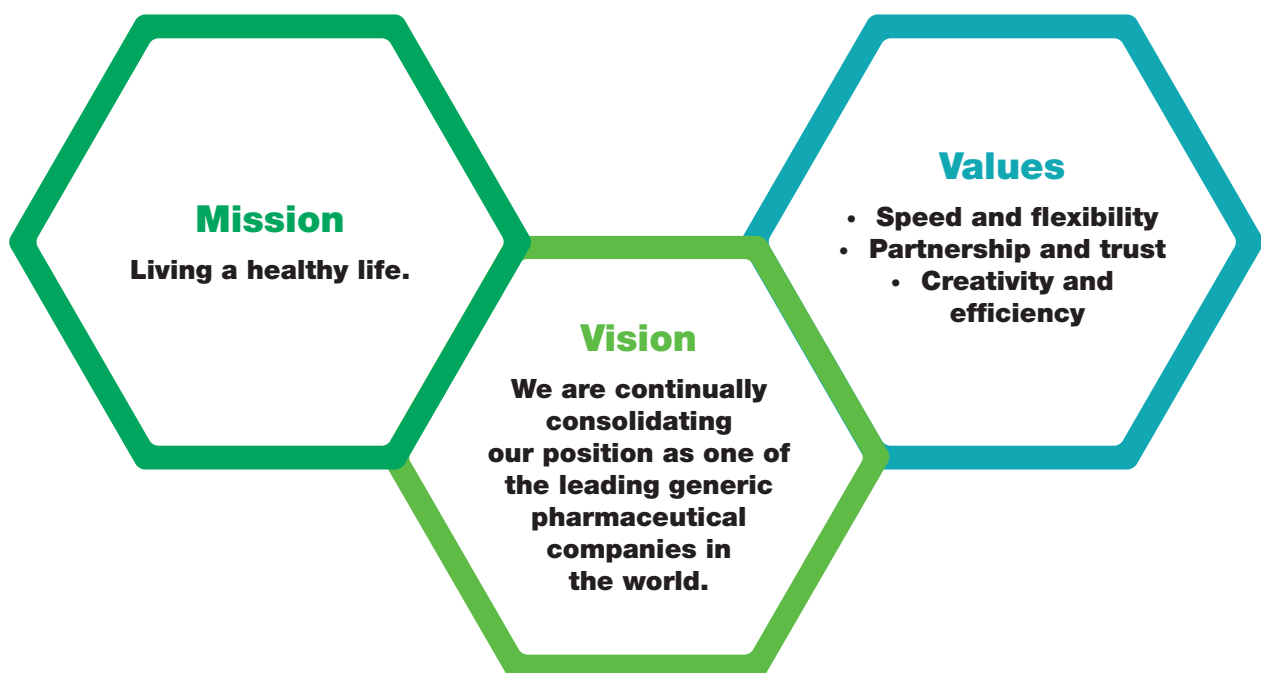 Mission
Living a healthy life.
Vision
We are continually
consolidating
our position as one of
the leading generic
pharmaceutical
companies in
the world.
Values
• Speed and flexibility
• Partnership and trust
• Creativity and
efficiency